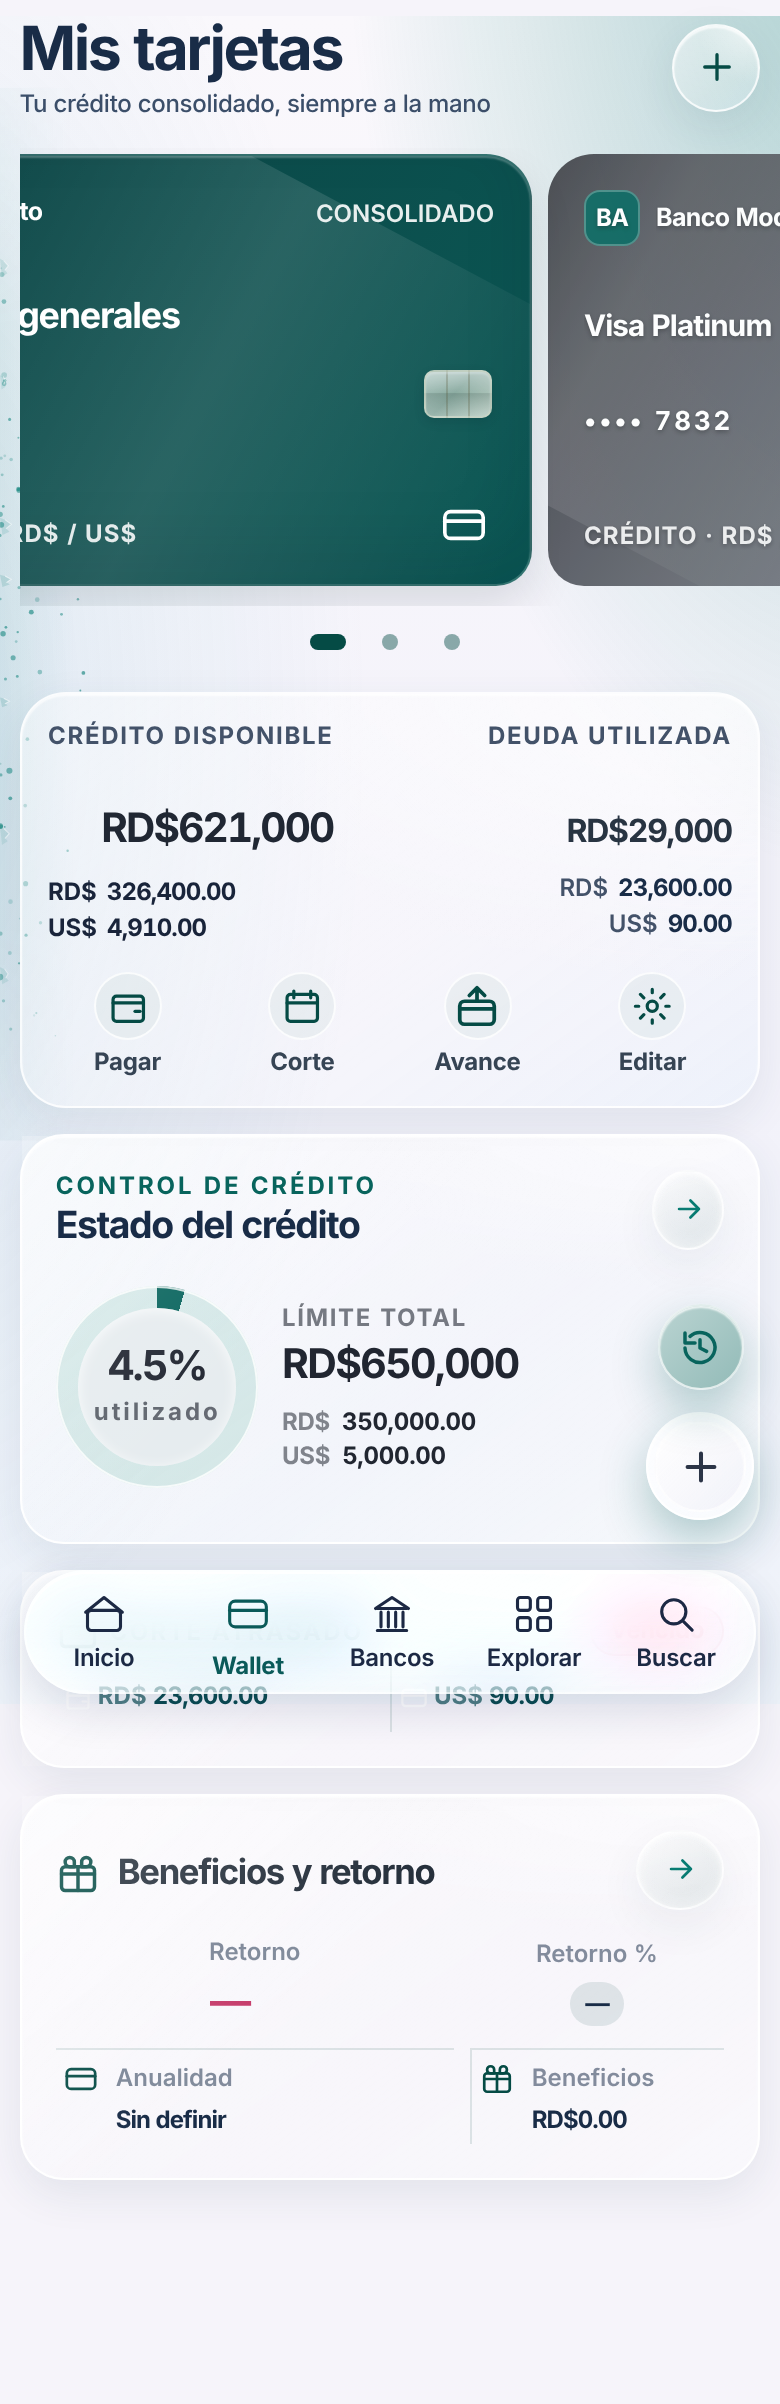 Mis tarjetas
Tu crédito consolidado, siempre a la mano
to
CONSOLIDADO
generales
RD$ / US$
BA
Banco Mod
Visa Platinum
•••• 7832
CRÉDITO · RD$
CRÉDITO DISPONIBLE
DEUDA UTILIZADA
RD$621,000
RD$29,000
RD$ 326,400.00
RD$ 23,600.00
US$ 4,910.00
US$ 90.00
Pagar
Corte
Avance
Editar
CONTROL DE CRÉDITO
Estado del crédito
4.5%
utilizado
LÍMITE TOTAL
RD$650,000
RD$ 350,000.00
US$ 5,000.00
CORTE ATRASADO
Inicio
Wallet
Bancos
Explorar
Buscar
RD$ 23,600.00
US$ 90.00
Beneficios y retorno
Retorno
Retorno %
—
—
Anualidad
Beneficios
Sin definir
RD$0.00